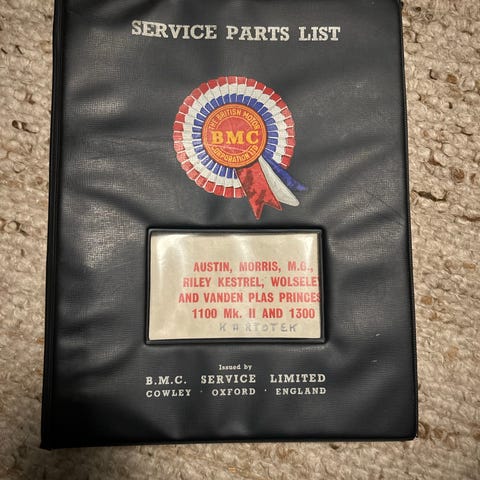 SERVICE PARTS LIST
THE BRITISH MOTOR
BMC
CORPORATION LTD
AUSTIN, MORRIS, M.G.,
RILEY KESTREL, WOLSELEY
AND VANDEN PLAS PRINCES
1100 Mk. II AND 1300
KARTOTEK
Issued by
B.M.C. SERVICE LIMITED
COWLEY · OXFORD · ENGLAND